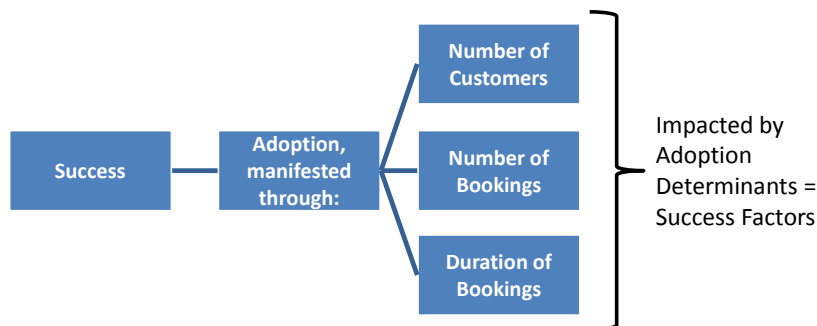 Success
Adoption,
manifested
through:
Number of
Customers
Number of
Bookings
Duration of
Bookings
Impacted by
Adoption
Determinants =
Success Factors